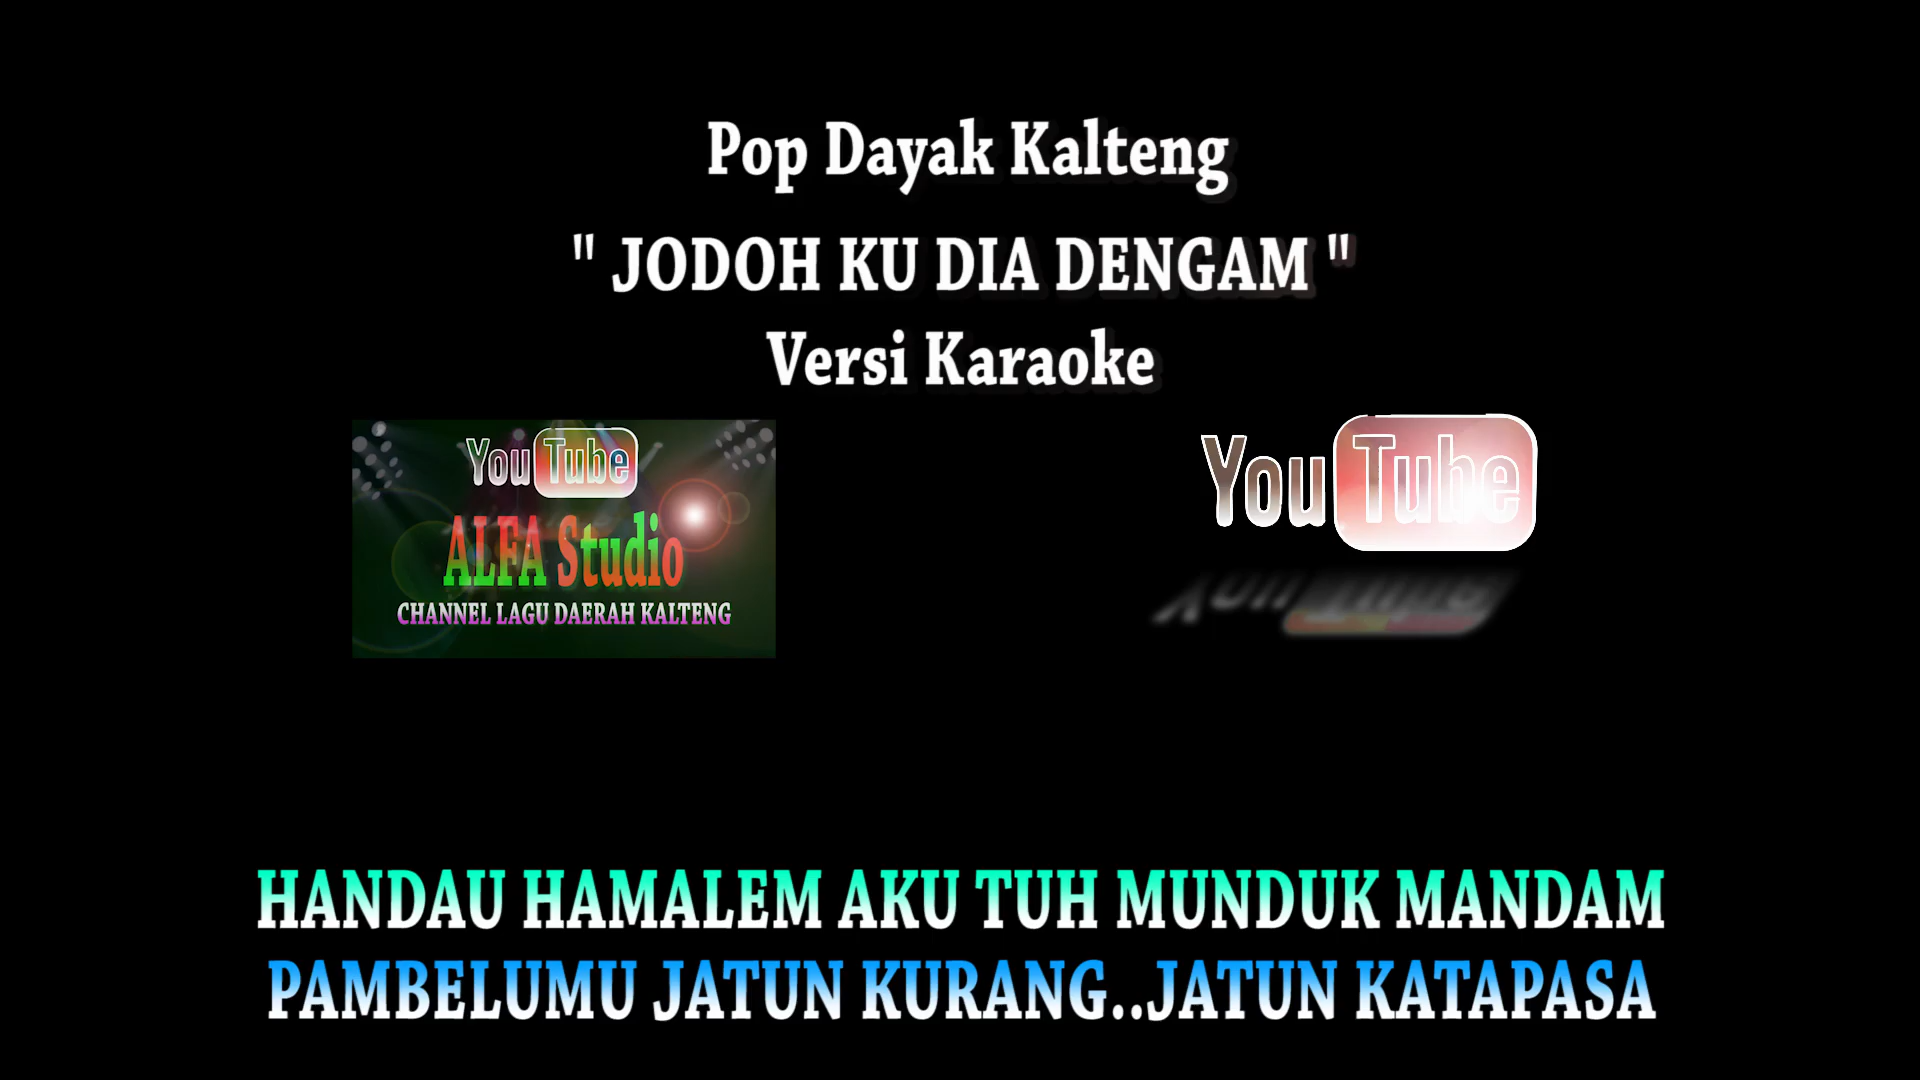 Pop Dayak Kalteng
" JODOH KU DIA DENGAM "
Versi Karaoke
YouTube
ALFA Studio
CHANNEL LAGU DAERAH KALTENG
YouTube
HANDAU HAMALEM AKU TUH MUNDUK MANDAM
PAMBELUMU JATUN KURANG..JATUN KATAPASA